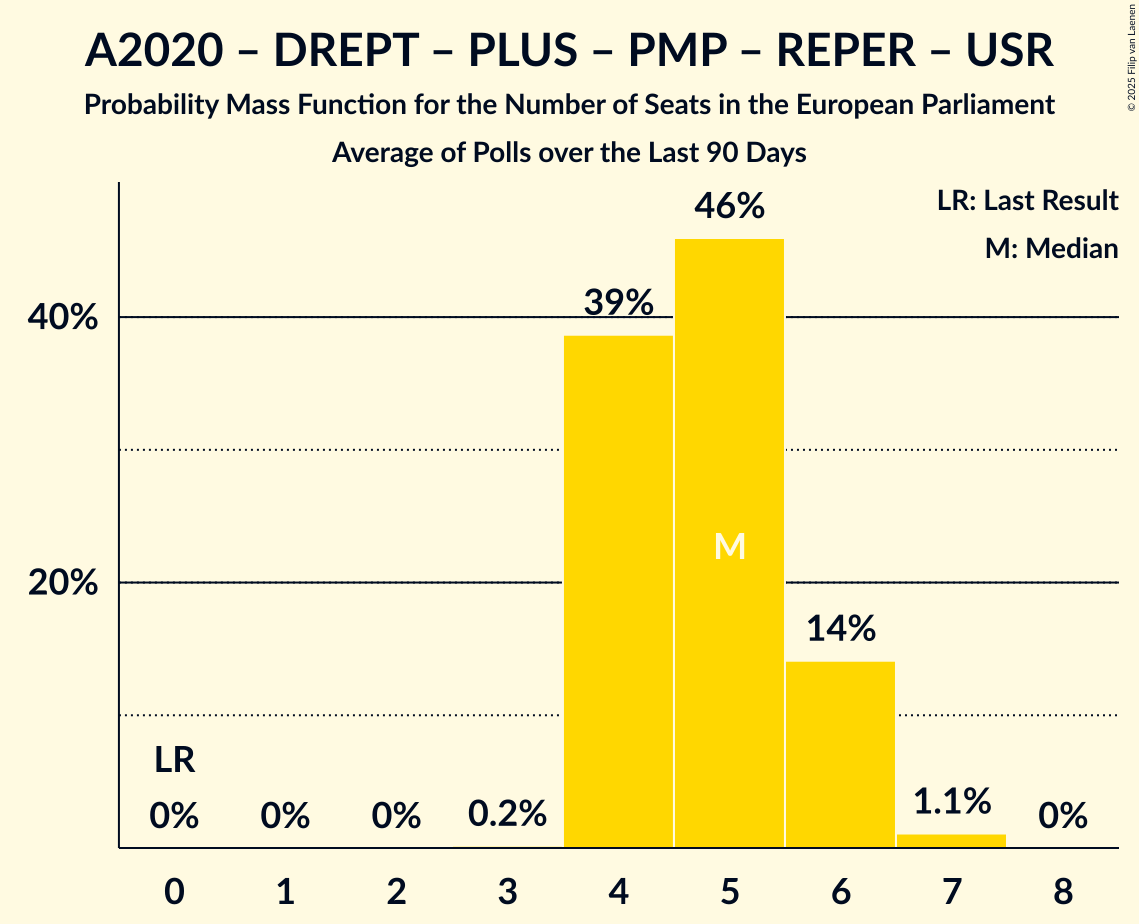 A2020 – DREPT – PLUS – PMP – REPER – USR
Probability Mass Function for the Number of Seats in the European Parliament
Average of Polls over the Last 90 Days
© 2025 Filip van Laenen
LR: Last Result
M: Median
46%
39%
40%
M
20%
14%
LR
0%
0%
0%
0.2%
1.1%
0%
0
1
2
3
4
5
6
7
8